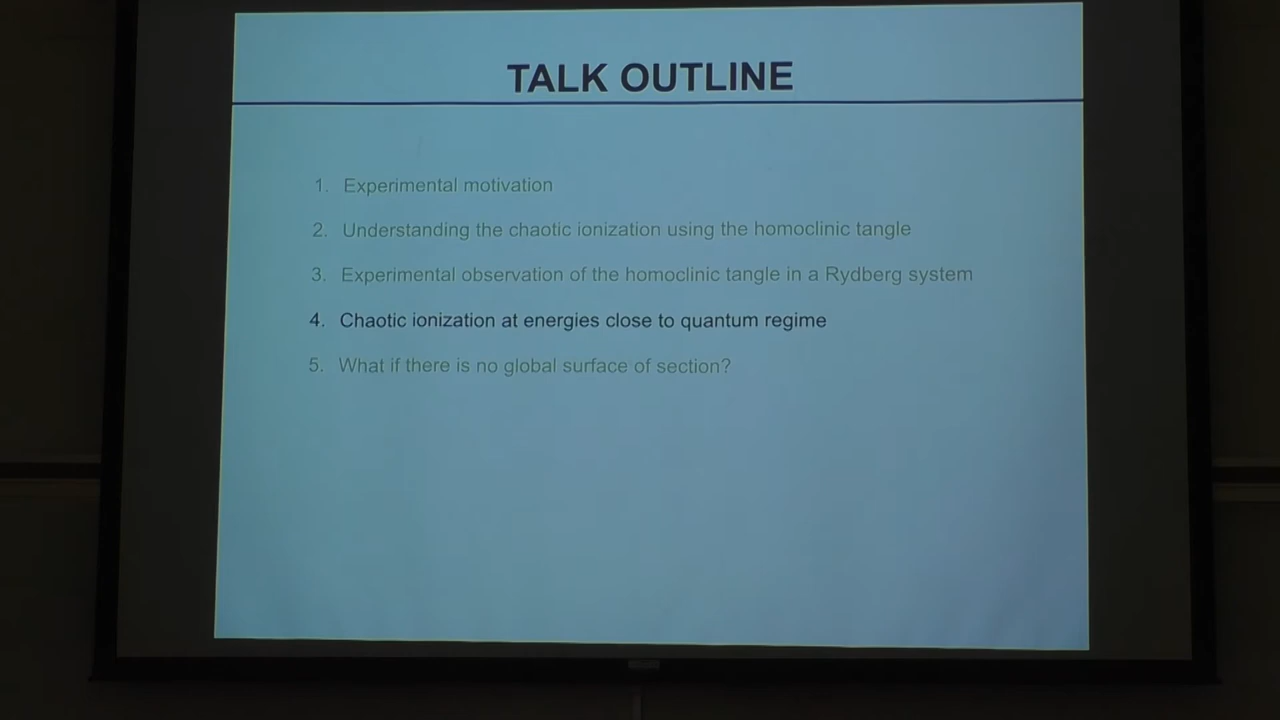 TALK OUTLINE
1. Experimental motivation
2. Understanding the chaotic ionization using the homoclinic tangle
3. Experimental observation of the homoclinic tangle in a Rydberg system
4. Chaotic ionization at energies close to quantum regime
5. What if there is no global surface of section?